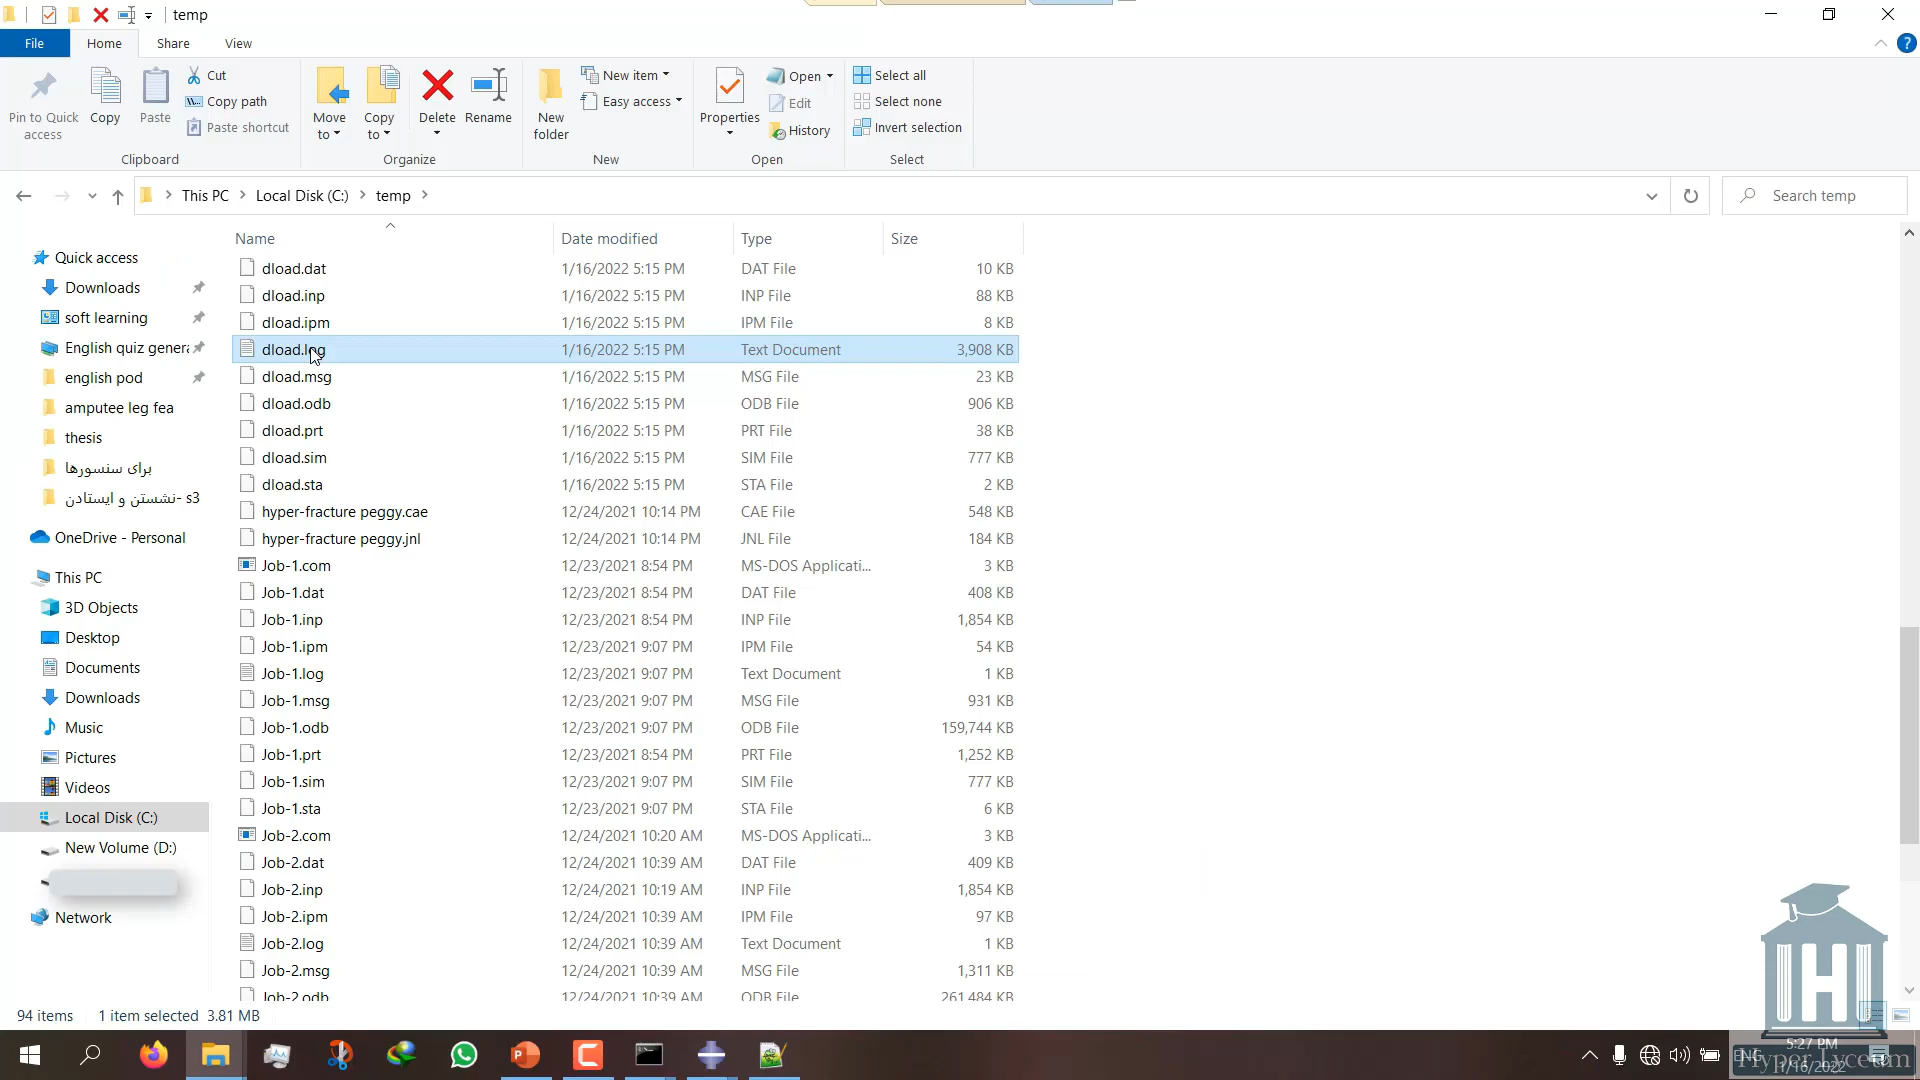 temp
File Home Share View
Pin to Quick access
Copy
Paste
Cut
Copy path
Paste shortcut
Clipboard
Move to
Copy to
Delete
Rename
Organize
New folder
New item
Easy access
New
Properties
Open
Edit
History
Open
Select all
Select none
Invert selection
Select
This PC Local Disk (C:) temp
Search temp
Quick access
Downloads
soft learning
English quiz genera
english pod
amputee leg fea
thesis
برای سنسورها
نشستن و ایستادن- s3
OneDrive - Personal
This PC
3D Objects
Desktop
Documents
Downloads
Music
Pictures
Videos
Local Disk (C:)
New Volume (D:)
Network
Name Date modified Type Size
dload.dat 1/16/2022 5:15 PM DAT File 10 KB
dload.inp 1/16/2022 5:15 PM INP File 88 KB
dload.ipm 1/16/2022 5:15 PM IPM File 8 KB
dload.log 1/16/2022 5:15 PM Text Document 3,908 KB
dload.msg 1/16/2022 5:15 PM MSG File 23 KB
dload.odb 1/16/2022 5:15 PM ODB File 906 KB
dload.prt 1/16/2022 5:15 PM PRT File 38 KB
dload.sim 1/16/2022 5:15 PM SIM File 777 KB
dload.sta 1/16/2022 5:15 PM STA File 2 KB
hyper-fracture peggy.cae 12/24/2021 10:14 PM CAE File 548 KB
hyper-fracture peggy.jnl 12/24/2021 10:14 PM JNL File 184 KB
Job-1.com 12/23/2021 8:54 PM MS-DOS Applicati... 3 KB
Job-1.dat 12/23/2021 8:54 PM DAT File 408 KB
Job-1.inp 12/23/2021 8:54 PM INP File 1,854 KB
Job-1.ipm 12/23/2021 9:07 PM IPM File 54 KB
Job-1.log 12/23/2021 9:07 PM Text Document 1 KB
Job-1.msg 12/23/2021 9:07 PM MSG File 931 KB
Job-1.odb 12/23/2021 9:07 PM ODB File 159,744 KB
Job-1.prt 12/23/2021 8:54 PM PRT File 1,252 KB
Job-1.sim 12/23/2021 9:07 PM SIM File 777 KB
Job-1.sta 12/23/2021 9:07 PM STA File 6 KB
Job-2.com 12/24/2021 10:20 AM MS-DOS Applicati... 3 KB
Job-2.dat 12/24/2021 10:39 AM DAT File 409 KB
Job-2.inp 12/24/2021 10:19 AM INP File 1,854 KB
Job-2.ipm 12/24/2021 10:39 AM IPM File 97 KB
Job-2.log 12/24/2021 10:39 AM Text Document 1 KB
Job-2.msg 12/24/2021 10:39 AM MSG File 1,311 KB
Job-2.odb 12/24/2021 10:39 AM ODB File 261,484 KB
94 items 1 item selected 3.81 MB
ENG
5:27 PM
1/16/2022
Hyper Lyceum